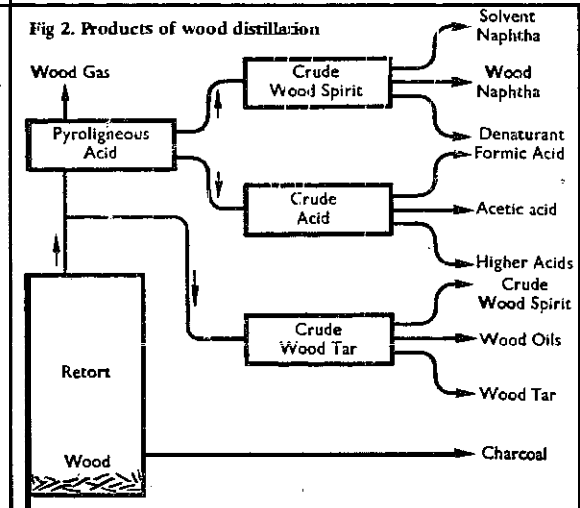 Fig 2. Products of wood distillation
Wood Gas
Pyroligneous
Acid
Crude
Wood Spirit
Solvent
Naphtha
Wood
Naphtha
Denaturant
Crude
Acid
Formic Acid
Acetic acid
Higher Acids
Crude
Wood Tar
Crude
Wood Spirit
Wood Oils
Wood Tar
Retort
Wood
Charcoal